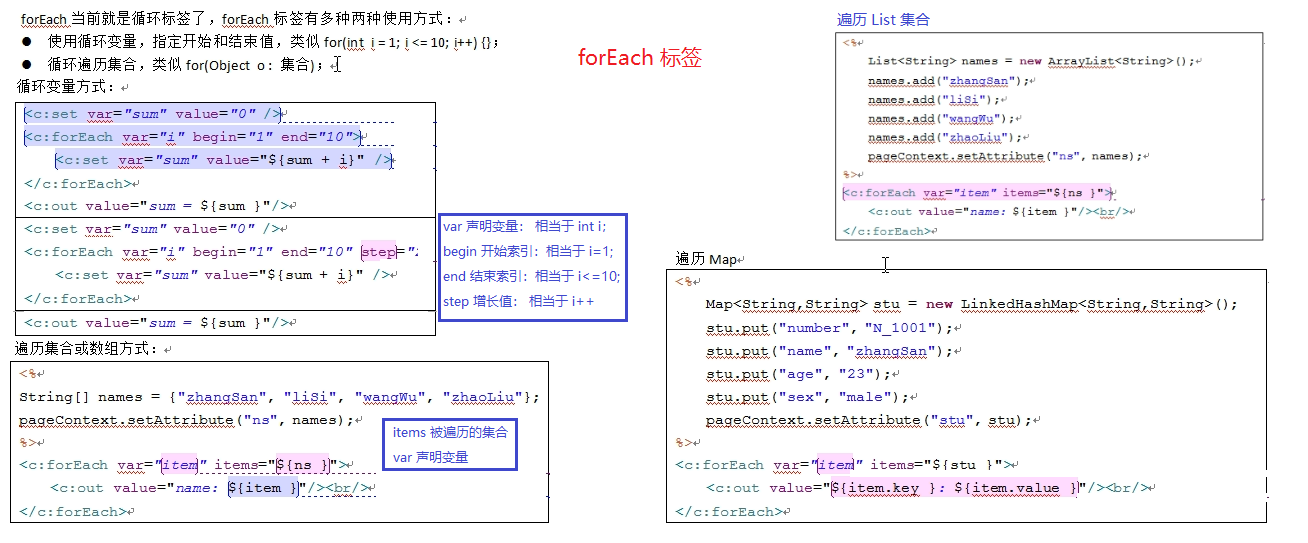 forEach 当前就是循环标签了，forEach 标签有多种两种使用方式：
● 使用循环变量，指定开始和结束值，类似 for(int i = 1; i <= 10; i++) {};
● 循环遍历集合，类似 for(Object o : 集合);
循环变量方式：
<c:set var="sum" value="0" />
<c:forEach var="i" begin="1" end="10">
<c:set var="sum" value="${sum + i}" />
</c:forEach>
<c:out value="sum = ${sum }"/>
<c:set var="sum" value="0" />
<c:forEach var="i" begin="1" end="10" step="
<c:set var="sum" value="${sum + i}" />
</c:forEach>
<c:out value="sum = ${sum }"/>
var 声明变量： 相当于 int i;
begin 开始索引：相当于 i=1;
end 结束索引：相当于 i<=10;
step 增长值： 相当于 i++
遍历集合或数组方式：
<%
String[] names = {"zhangSan", "liSi", "wangWu", "zhaoLiu"};
pageContext.setAttribute("ns", names);
%>
<c:forEach var="item" items="${ns }">
<c:out value="name: ${item }"/><br/>
</c:forEach>
items 被遍历的集合
var 声明变量
forEach 标签
遍历 List 集合
<%
List<String> names = new ArrayList<String>();
names.add("zhangSan");
names.add("liSi");
names.add("wangWu");
names.add("zhaoLiu");
pageContext.setAttribute("ns", names);
%>
<c:forEach var="item" items="${ns }">
<c:out value="name: ${item }"/><br/>
</c:forEach>
遍历 Map
<%
Map<String,String> stu = new LinkedHashMap<String,String>();
stu.put("number", "N_1001");
stu.put("name", "zhangSan");
stu.put("age", "23");
stu.put("sex", "male");
pageContext.setAttribute("stu", stu);
%>
<c:forEach var="item" items="${stu }">
<c:out value="${item.key }: ${item.value }"/><br/>
</c:forEach>